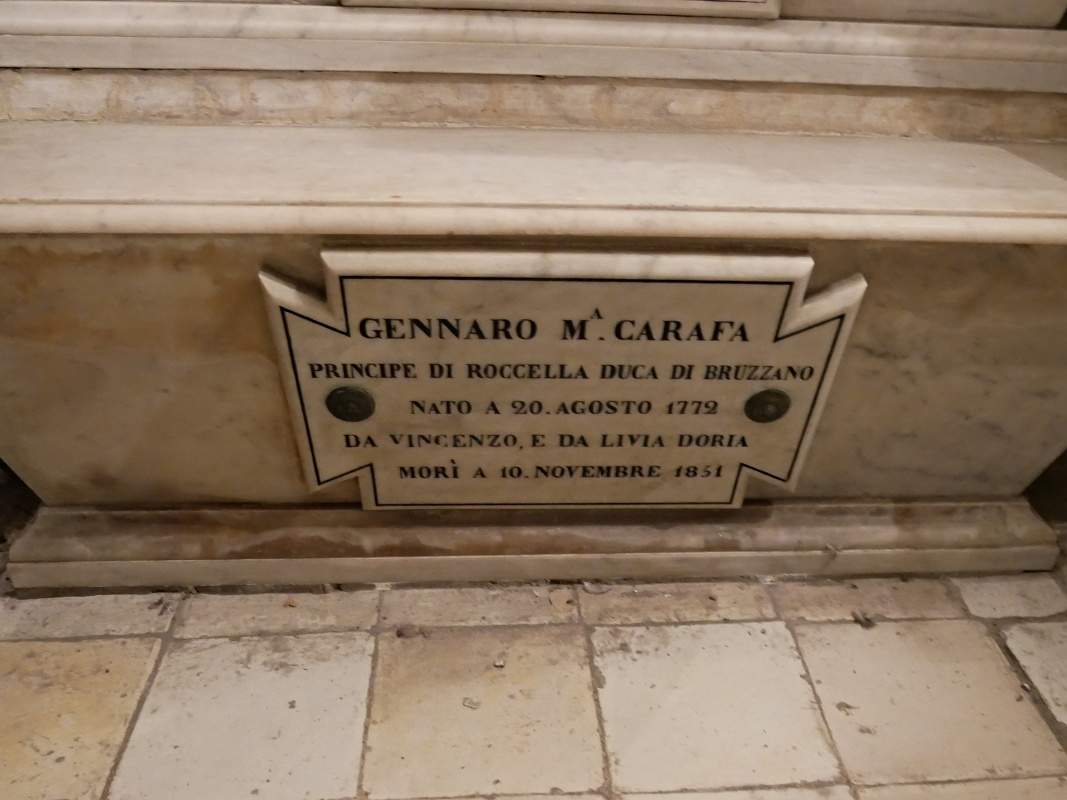 GENNARO M.ᴬ CARAFA
PRINCIPE DI ROCCELLA DUCA DI BRUZZANO
NATO A 20. AGOSTO 1772
DA VINCENZO, E DA LIVIA DORIA
MORÌ A 10. NOVEMBRE 1851